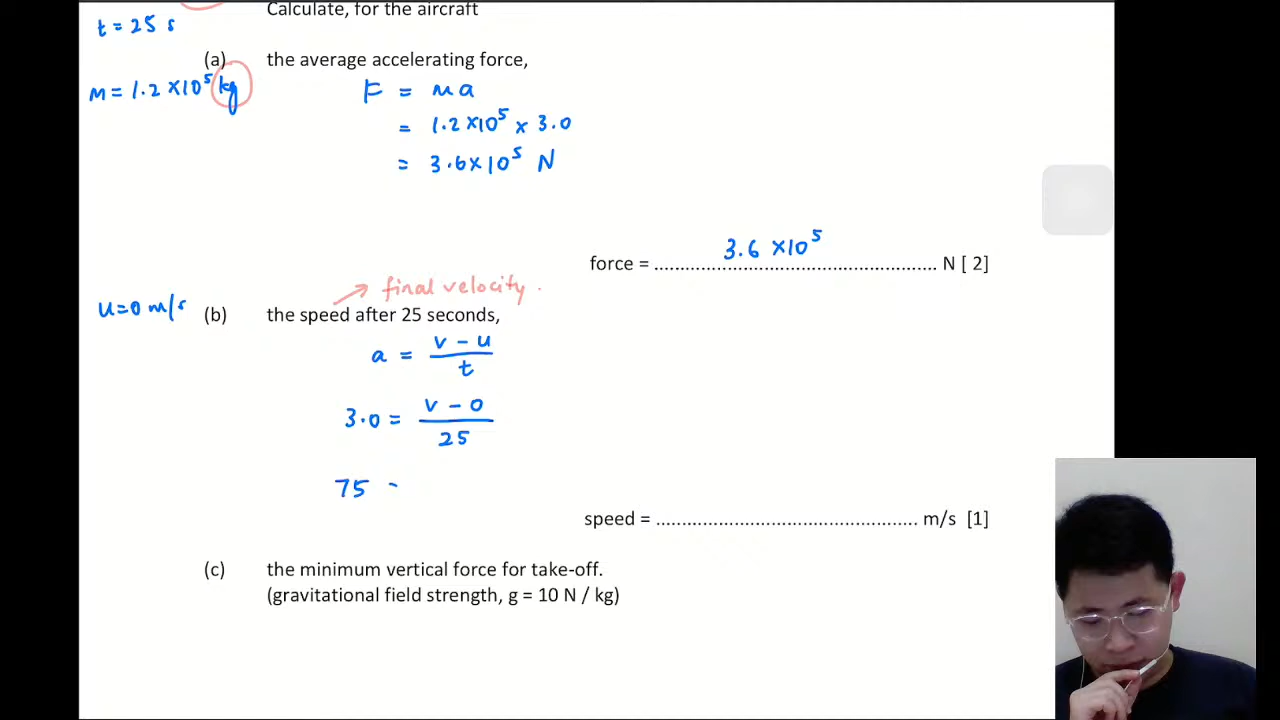 Calculate, for the aircraft
t = 25 s
(a) the average accelerating force,
m = 1.2 ×10⁵ kg
F = ma
= 1.2×10⁵ × 3.0
= 3.6×10⁵ N
3.6 ×10⁵
force = ........................................................ N [ 2]
final velocity.
u=0 m/s
(b) the speed after 25 seconds,
a = (v - u)/t
3.0 = (v - 0)/25
75 -
speed = .................................................... m/s [1]
(c) the minimum vertical force for take-off.
(gravitational field strength, g = 10 N / kg)